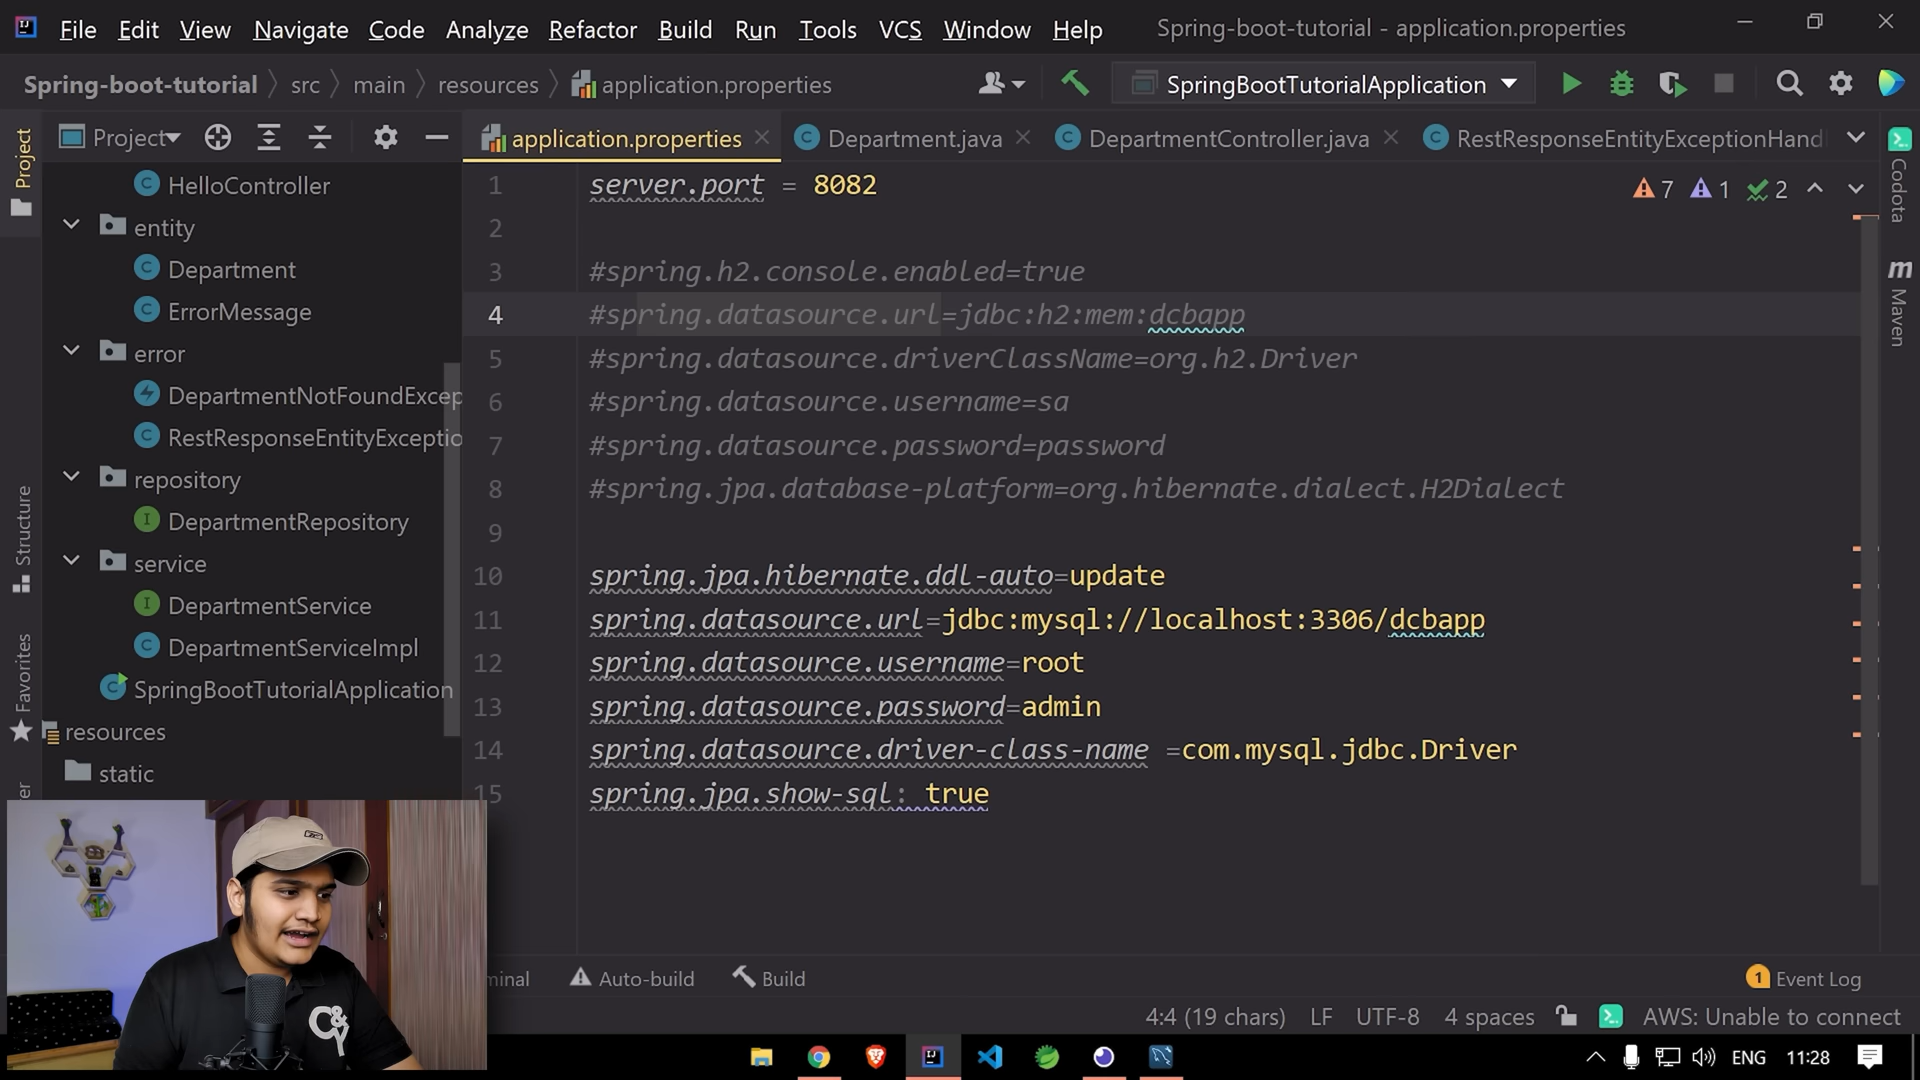 File Edit View Navigate Code Analyze Refactor Build Run Tools VCS Window Help Spring-boot-tutorial - application.properties
Spring-boot-tutorial src main resources application.properties SpringBootTutorialApplication
Project
application.properties Department.java DepartmentController.java RestResponseEntityExceptionHand
Project
Structure
Favorites
HelloController
entity
Department
ErrorMessage
error
DepartmentNotFoundExcep
RestResponseEntityExceptio
repository
DepartmentRepository
service
DepartmentService
DepartmentServiceImpl
SpringBootTutorialApplication
resources
static
1 server.port = 8082
2
3 #spring.h2.console.enabled=true
4 #spring.datasource.url=jdbc:h2:mem:dcbapp
5 #spring.datasource.driverClassName=org.h2.Driver
6 #spring.datasource.username=sa
7 #spring.datasource.password=password
8 #spring.jpa.database-platform=org.hibernate.dialect.H2Dialect
9
10 spring.jpa.hibernate.ddl-auto=update
11 spring.datasource.url=jdbc:mysql://localhost:3306/dcbapp
12 spring.datasource.username=root
13 spring.datasource.password=admin
14 spring.datasource.driver-class-name =com.mysql.jdbc.Driver
15 spring.jpa.show-sql: true
7 1 2
Codota
m Maven
C&Y
minal Auto-build Build 1 Event Log
4:4 (19 chars) LF UTF-8 4 spaces AWS: Unable to connect
ENG 11:28